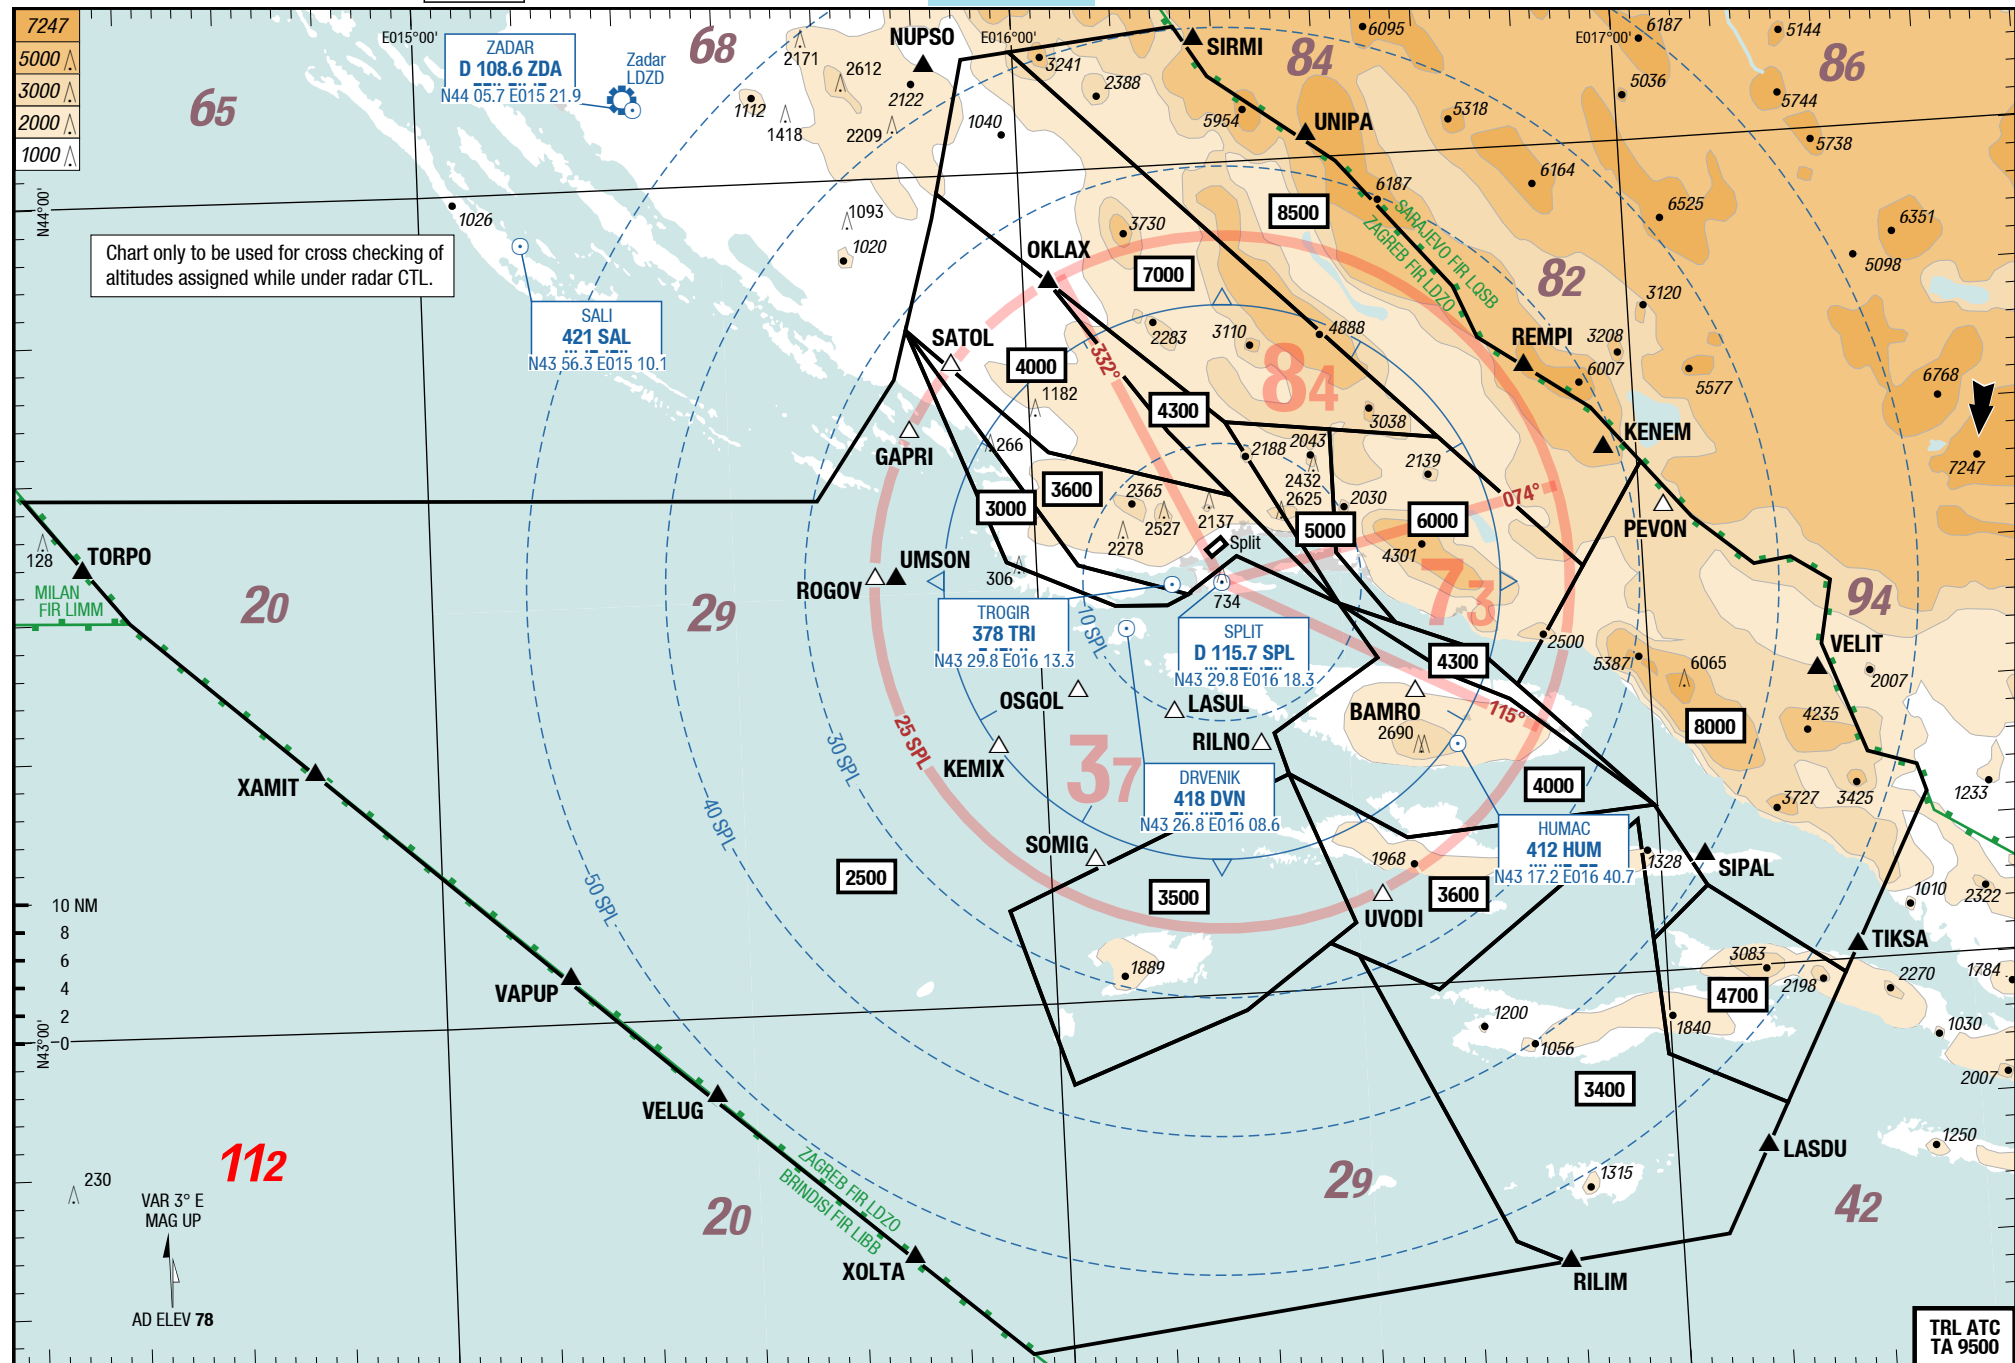 7247
5000
3000
2000
1000
E015°00'
E016°00'
E017°00'
N44°00'
N43°00'
ZADAR
D 108.6 ZDA
N44 05.7 E015 21.9
Zadar
LDZD
65
68
84
86
NUPSO
SIRMI
UNIPA
2171
2612
2122
1112
1418
2209
1040
3241
2388
5954
6095
6187
5036
5144
5744
5738
5318
6164
6187
6525
6351
5098
1026
1093
1020
3730
8500
SARAJEVO FIR LQSB
ZAGREB FIR LDZO
Chart only to be used for cross checking of
altitudes assigned while under radar CTL.
OKLAX
7000
82
3120
3208
6007
5577
6768
7247
REMPI
KENEM
PEVON
SALI
421 SAL
N43 56.3 E015 10.1
SATOL
4000
1182
332°
2283
3110
4888
84
4300
3038
GAPRI
266
3600
2365
2527
2278
2137
2188
2043
2432
2625
2030
2139
074°
3000
5000
6000
4301
73
Split
734
306
128
TORPO
MILAN
FIR LIMM
20
29
ROGOV
UMSON
TROGIR
378 TRI
N43 29.8 E016 13.3
10 SPL
SPLIT
D 115.7 SPL
N43 29.8 E016 18.3
4300
2500
5387
6065
94
VELIT
2007
4235
8000
OSGOL
LASUL
BAMRO
2690
115°
RILNO
KEMIX
37
25 SPL
30 SPL
40 SPL
50 SPL
XAMIT
DRVENIK
418 DVN
N43 26.8 E016 08.6
4000
3727
3425
1233
HUMAC
412 HUM
N43 17.2 E016 40.7
SOMIG
1968
1328
SIPAL
2500
3500
3600
UVODI
1010
2322
TIKSA
10 NM
8
6
4
2
0
1889
3083
2198
2270
1784
4700
1840
1200
1056
1030
2007
VAPUP
VELUG
3400
1250
LASDU
112
230
VAR 3° E
MAG UP
AD ELEV 78
ZAGREB FIR LDZO
BRINDISI FIR LIBB
20
XOLTA
29
1315
42
RILIM
TRL ATC
TA 9500